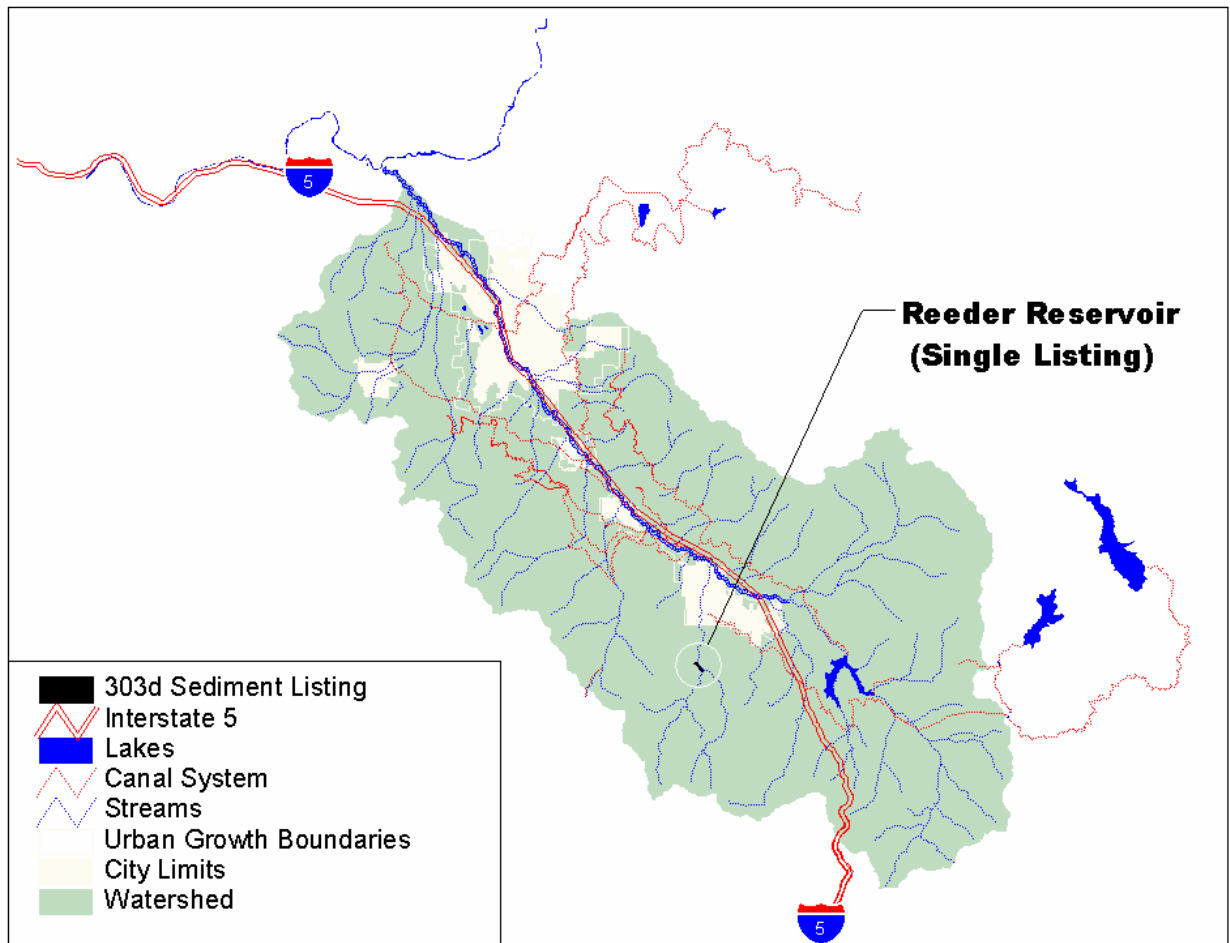 5
Reeder Reservoir
(Single Listing)
303d Sediment Listing
Interstate 5
Lakes
Canal System
Streams
Urban Growth Boundaries
City Limits
Watershed
5